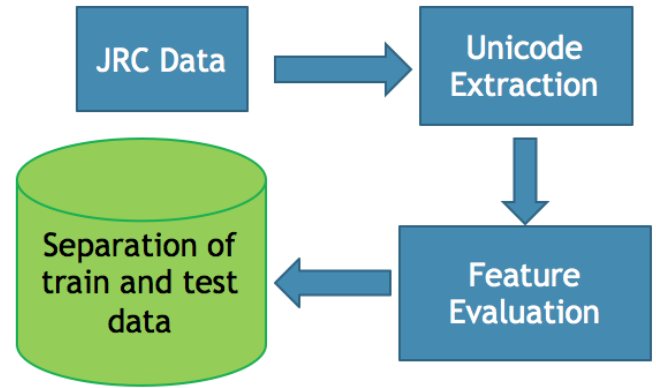 JRC Data
Unicode
Extraction
Feature
Evaluation
Separation of
train and test
data